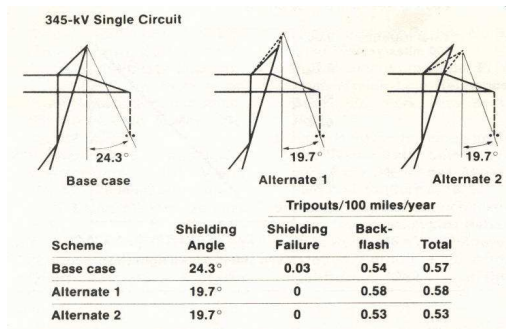 345-kV Single Circuit
24.3° 19.7° 19.7°
Base case Alternate 1 Alternate 2
Tripouts/100 miles/year
Shielding Shielding Back-
Scheme Angle Failure flash Total
Base case 24.3° 0.03 0.54 0.57
Alternate 1 19.7° 0 0.58 0.58
Alternate 2 19.7° 0 0.53 0.53